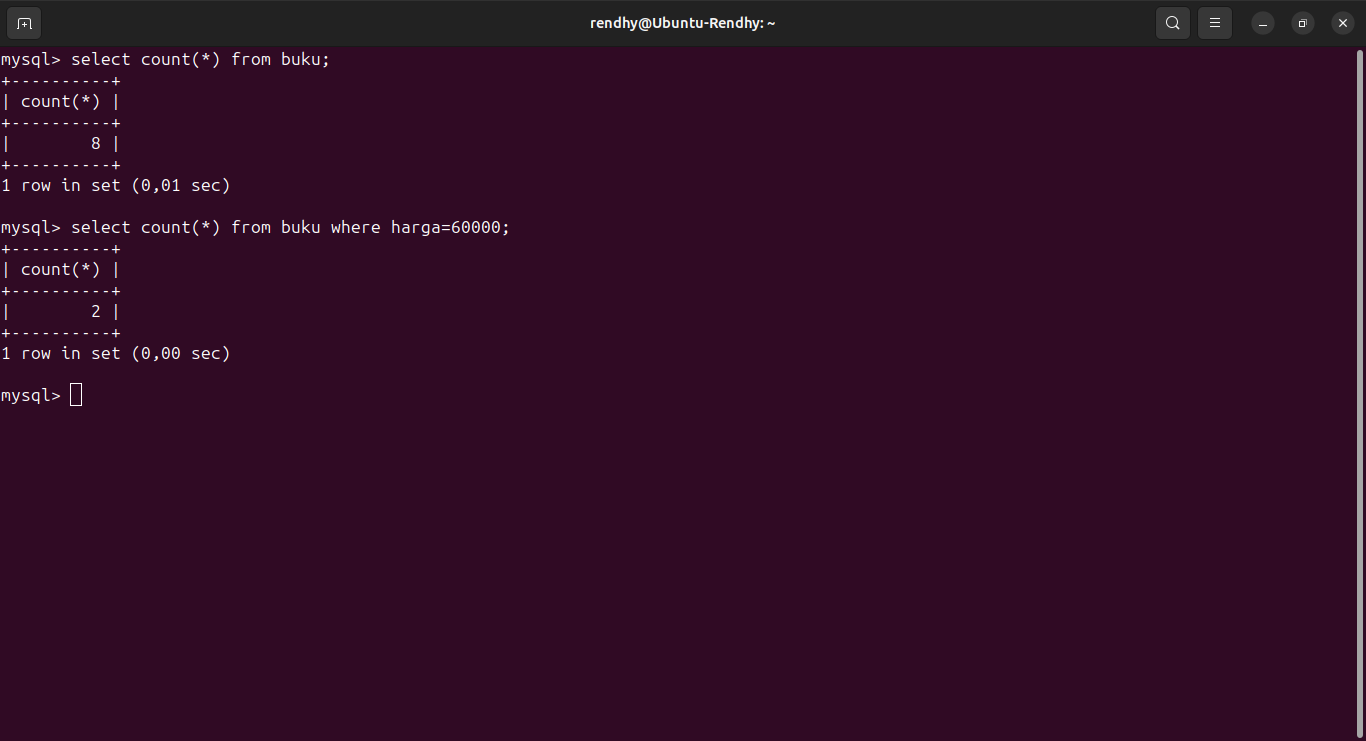 rendhy@Ubuntu-Rendhy: ~
mysql> select count(*) from buku;
+----------+
| count(*) |
+----------+
|        8 |
+----------+
1 row in set (0,01 sec)
mysql> select count(*) from buku where harga=60000;
+----------+
| count(*) |
+----------+
|        2 |
+----------+
1 row in set (0,00 sec)
mysql>